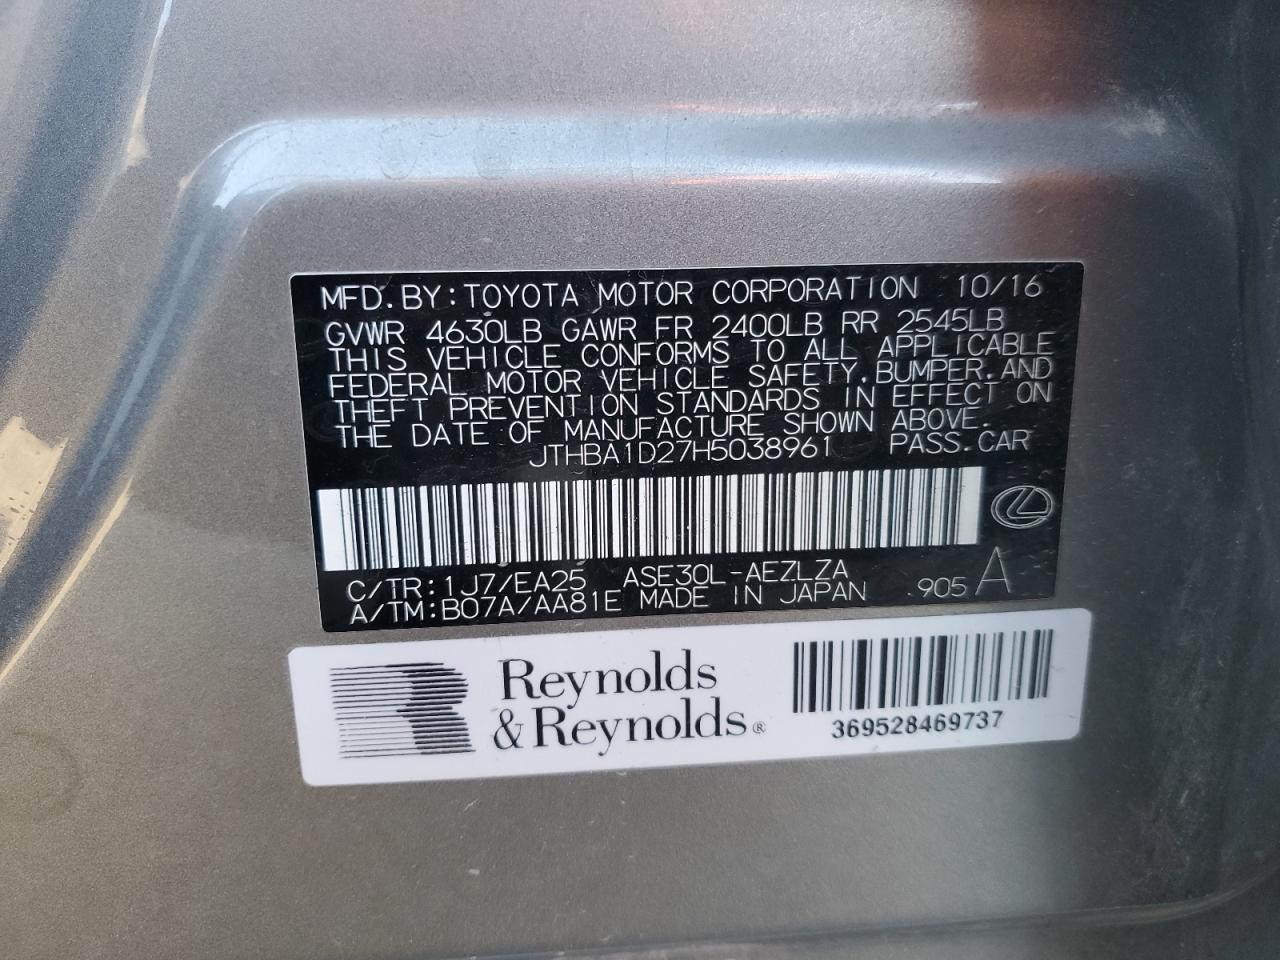 MFD.BY:TOYOTA MOTOR CORPORATION 10/16
GVWR 4630LB GAWR FR 2400LB RR 2545LB
THIS VEHICLE CONFORMS TO ALL APPLICABLE
FEDERAL MOTOR VEHICLE SAFETY, BUMPER, AND
THEFT PREVENTION STANDARDS IN EFFECT ON
THE DATE OF MANUFACTURE SHOWN ABOVE.
JTHBA1D27H5038961 PASS.CAR
C/TR:1J7/EA25 ASE30L-AEZLZA
A/TM:B07A/AA81E MADE IN JAPAN 905 A
Reynolds
&Reynolds®
369528469737